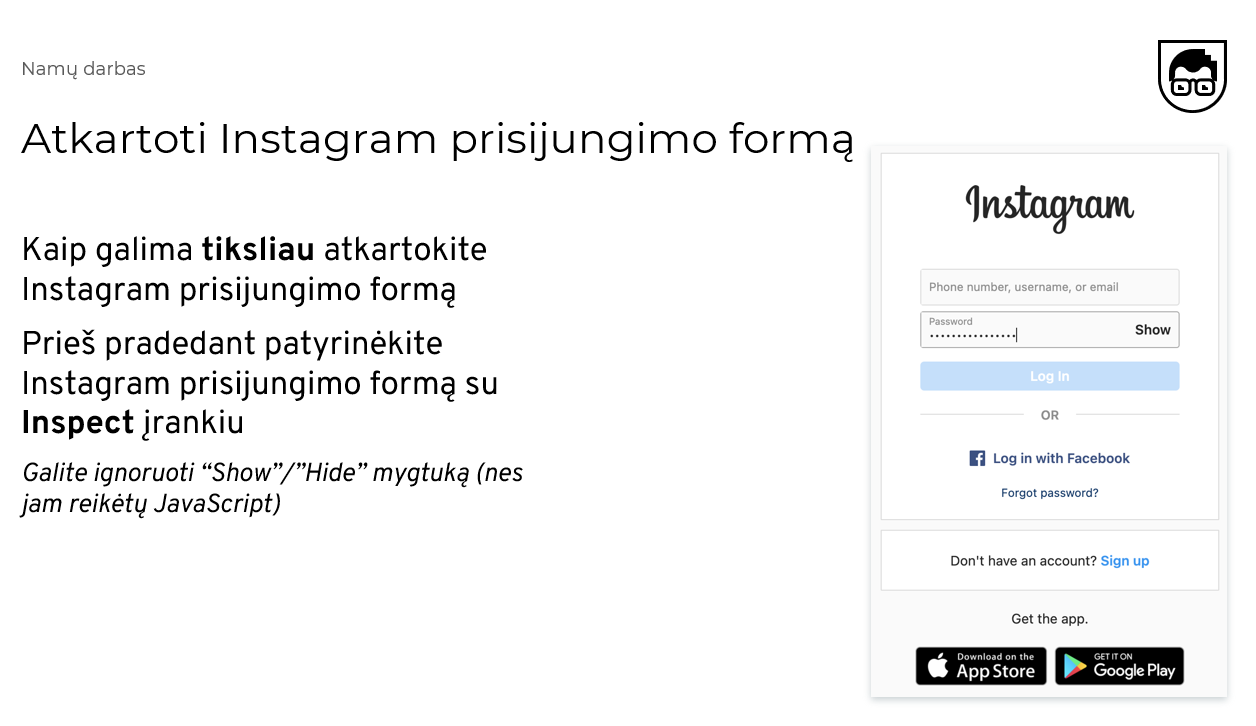 Namų darbas
Atkartoti Instagram prisijungimo formą
Kaip galima tiksliau atkartokite
Instagram prisijungimo formą
Prieš pradedant patyrinėkite
Instagram prisijungimo formą su
Inspect įrankiu
Galite ignoruoti “Show”/”Hide” mygtuką (nes
jam reikėtų JavaScript)
Instagram
Phone number, username, or email
Password
Show
Log In
OR
Log in with Facebook
Forgot password?
Don't have an account? Sign up
Get the app.
Download on the
App Store
GET IT ON
Google Play